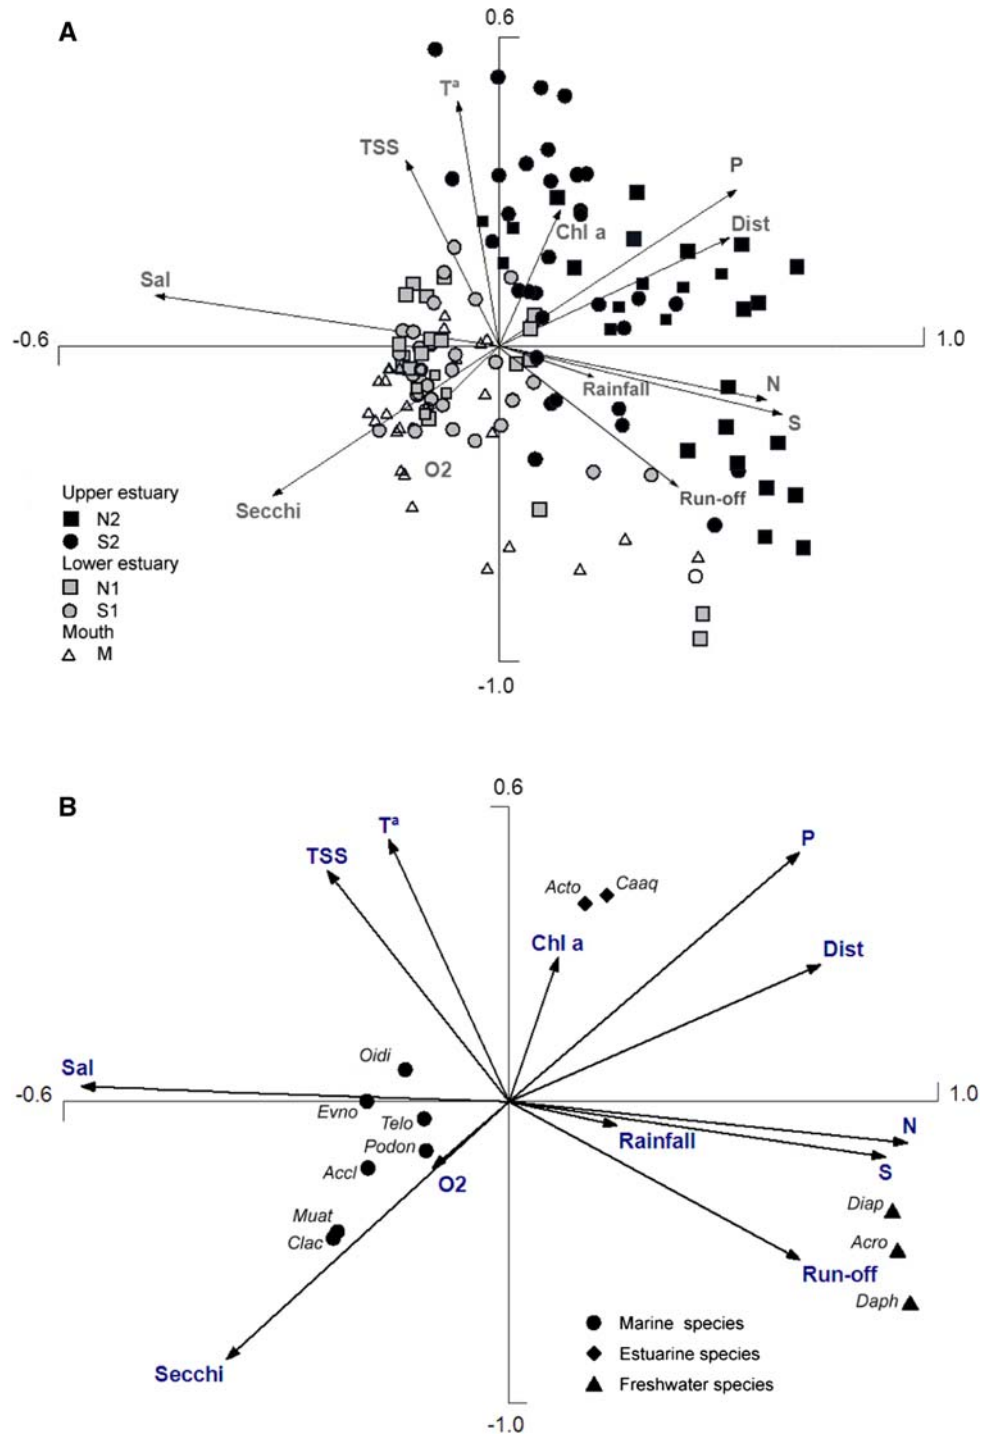 A
0.6
Tª
TSS
P
Chl a
Dist
Sal
-0.6
1.0
Rainfall
N
S
O2
Run-off
Secchi
Upper estuary
N2
S2
Lower estuary
N1
S1
Mouth
M
-1.0
B
0.6
Tª
TSS
P
Acto
Caaq
Chl a
Dist
Oidi
Sal
-0.6
1.0
Evno
Telo
N
Rainfall
Podon
Accl
O2
S
Diap
Muat
Clac
Acro
Run-off
Daph
Marine species
Estuarine species
Secchi
Freshwater species
-1.0